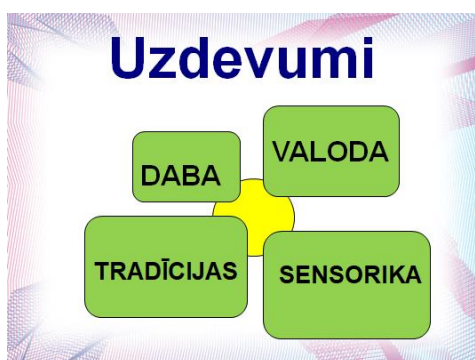 Uzdevumi
DABA
VALODA
TRADĪCIJAS
SENSORIKA